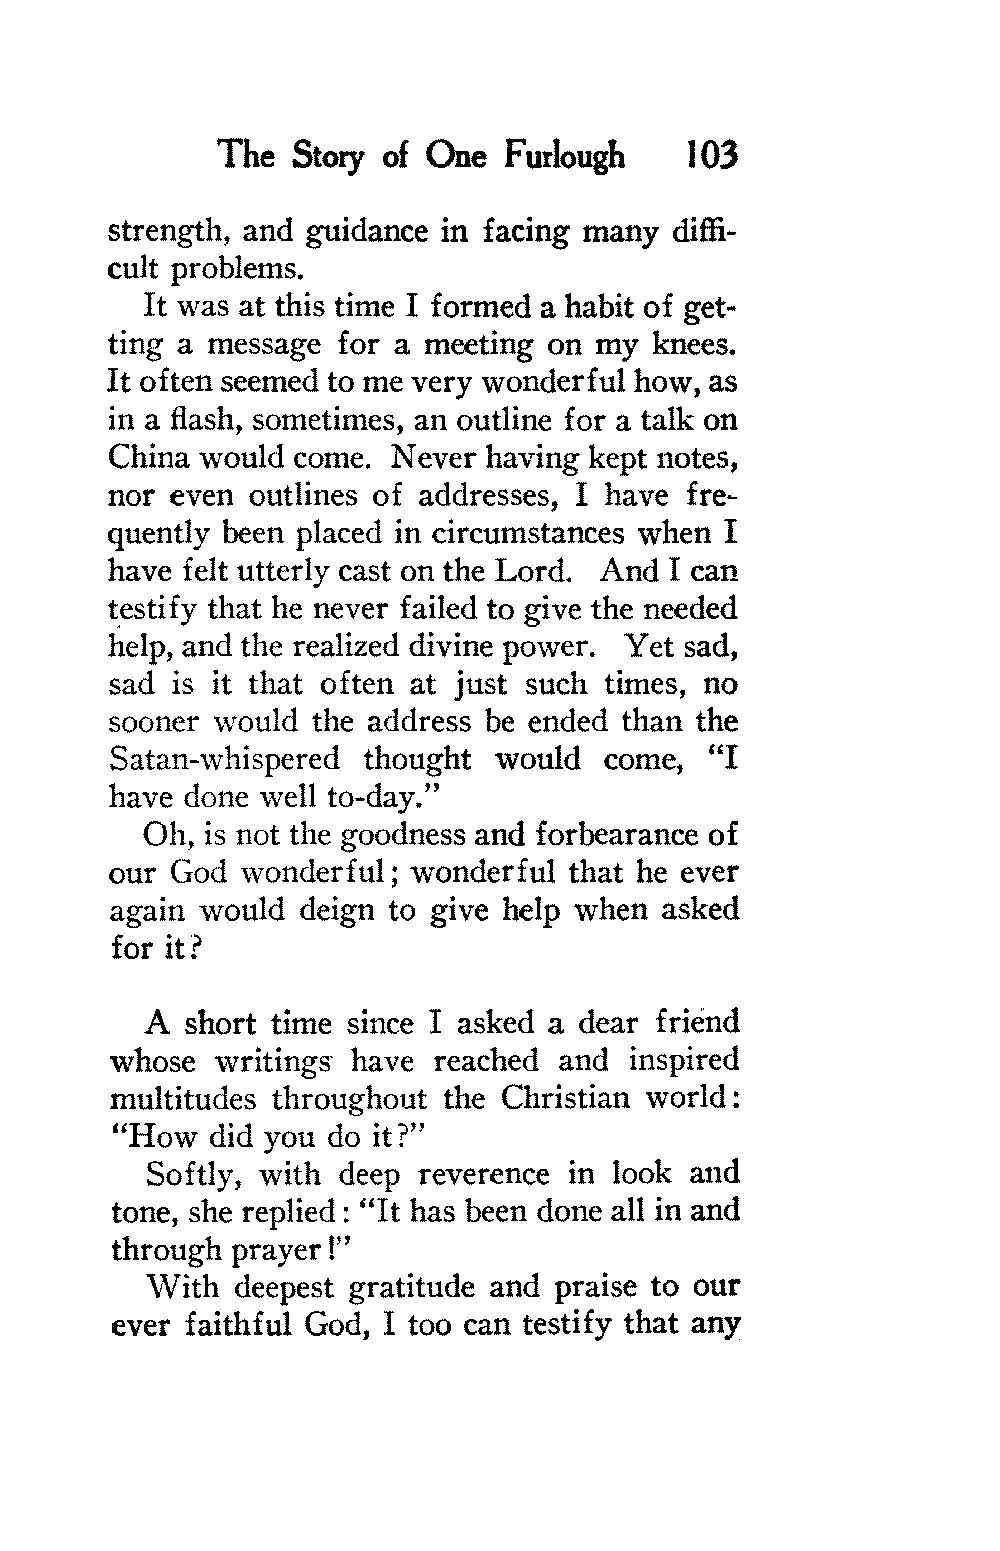 The Story of One Furlough 103
strength, and guidance in facing many diffi-
cult problems.
It was at this time I formed a habit of get-
ting a message for a meeting on my knees.
It often seemed to me very wonderful how, as
in a flash, sometimes, an outline for a talk on
China would come. Never having kept notes,
nor even outlines of addresses, I have fre-
quently been placed in circumstances when I
have felt utterly cast on the Lord. And I can
testify that he never failed to give the needed
help, and the realized divine power. Yet sad,
sad is it that often at just such times, no
sooner would the address be ended than the
Satan-whispered thought would come, “I
have done well to-day.”
Oh, is not the goodness and forbearance of
our God wonderful; wonderful that he ever
again would deign to give help when asked
for it?
A short time since I asked a dear friend
whose writings have reached and inspired
multitudes throughout the Christian world:
“How did you do it?”
Softly, with deep reverence in look and
tone, she replied: “It has been done all in and
through prayer!”
With deepest gratitude and praise to our
ever faithful God, I too can testify that any